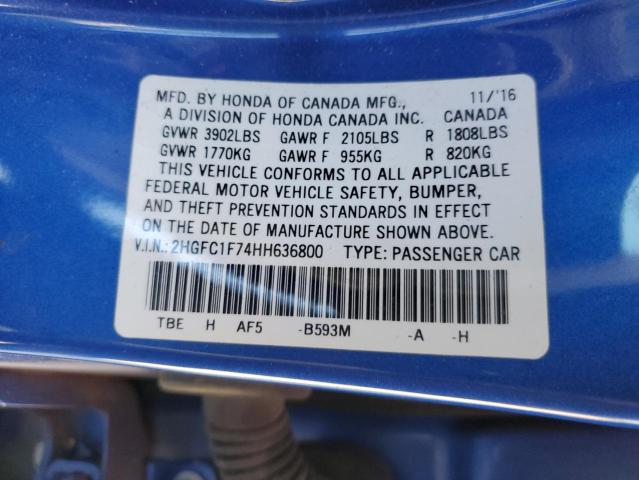 MFD. BY HONDA OF CANADA MFG., 11/'16
A DIVISION OF HONDA CANADA INC. CANADA
GVWR 3902LBS GAWR F 2105LBS R 1808LBS
GVWR 1770KG GAWR F 955KG R 820KG
THIS VEHICLE CONFORMS TO ALL APPLICABLE
FEDERAL MOTOR VEHICLE SAFETY, BUMPER,
AND THEFT PREVENTION STANDARDS IN EFFECT
ON THE DATE OF MANUFACTURE SHOWN ABOVE.
V.I.N.: 2HGFC1F74HH636800 TYPE: PASSENGER CAR
TBE H AF5 -B593M -A -H